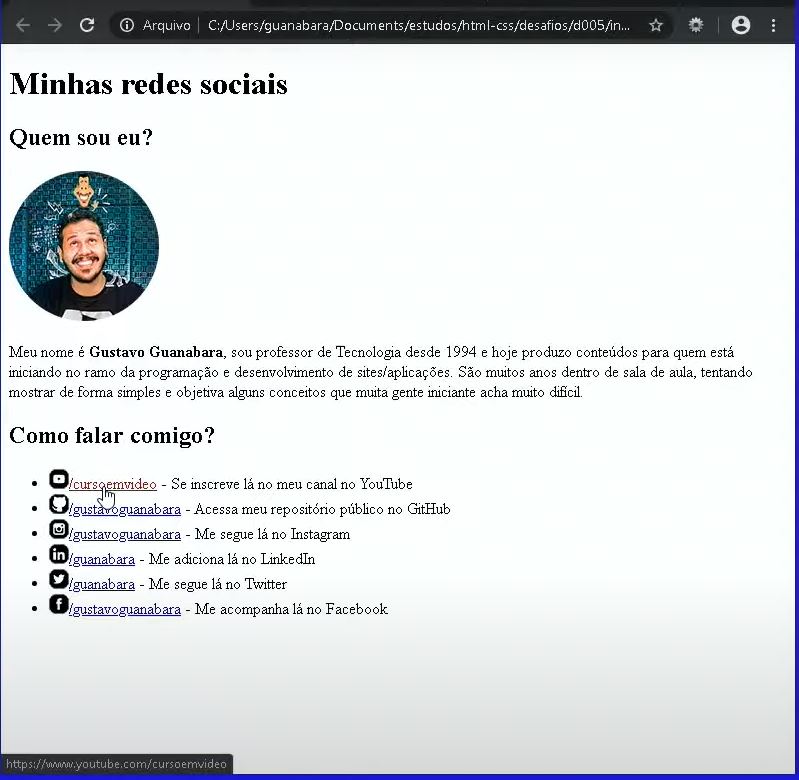 Arquivo | C:/Users/guanabara/Documents/estudos/html-css/desafios/d005/in...
Minhas redes sociais
Quem sou eu?
Meu nome é Gustavo Guanabara, sou professor de Tecnologia desde 1994 e hoje produzo conteúdos para quem está
iniciando no ramo da programação e desenvolvimento de sites/aplicações. São muitos anos dentro de sala de aula, tentando
mostrar de forma simples e objetiva alguns conceitos que muita gente iniciante acha muito difícil.
Como falar comigo?
/cursoemvideo - Se inscreve lá no meu canal no YouTube
/gustavoguanabara - Acessa meu repositório público no GitHub
/gustavoguanabara - Me segue lá no Instagram
/guanabara - Me adiciona lá no LinkedIn
/guanabara - Me segue lá no Twitter
/gustavoguanabara - Me acompanha lá no Facebook
https://www.youtube.com/cursoemvideo